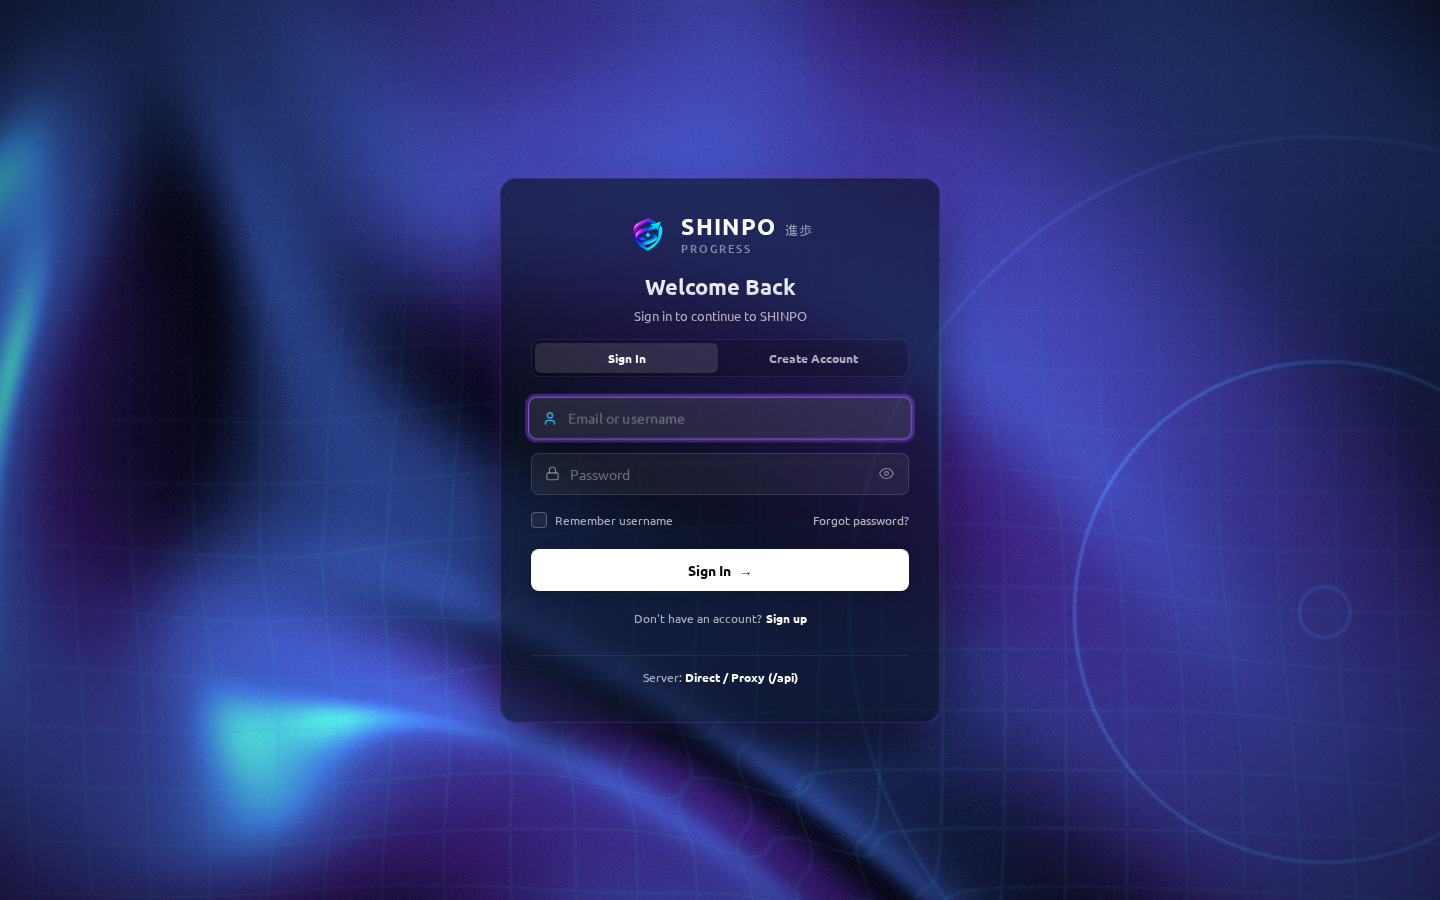 SHINPO 進歩
PROGRESS
Welcome Back
Sign in to continue to SHINPO
Sign In
Create Account
Email or username
Password
Remember username
Forgot password?
Sign In →
Don't have an account? Sign up
Server: Direct / Proxy (/api)